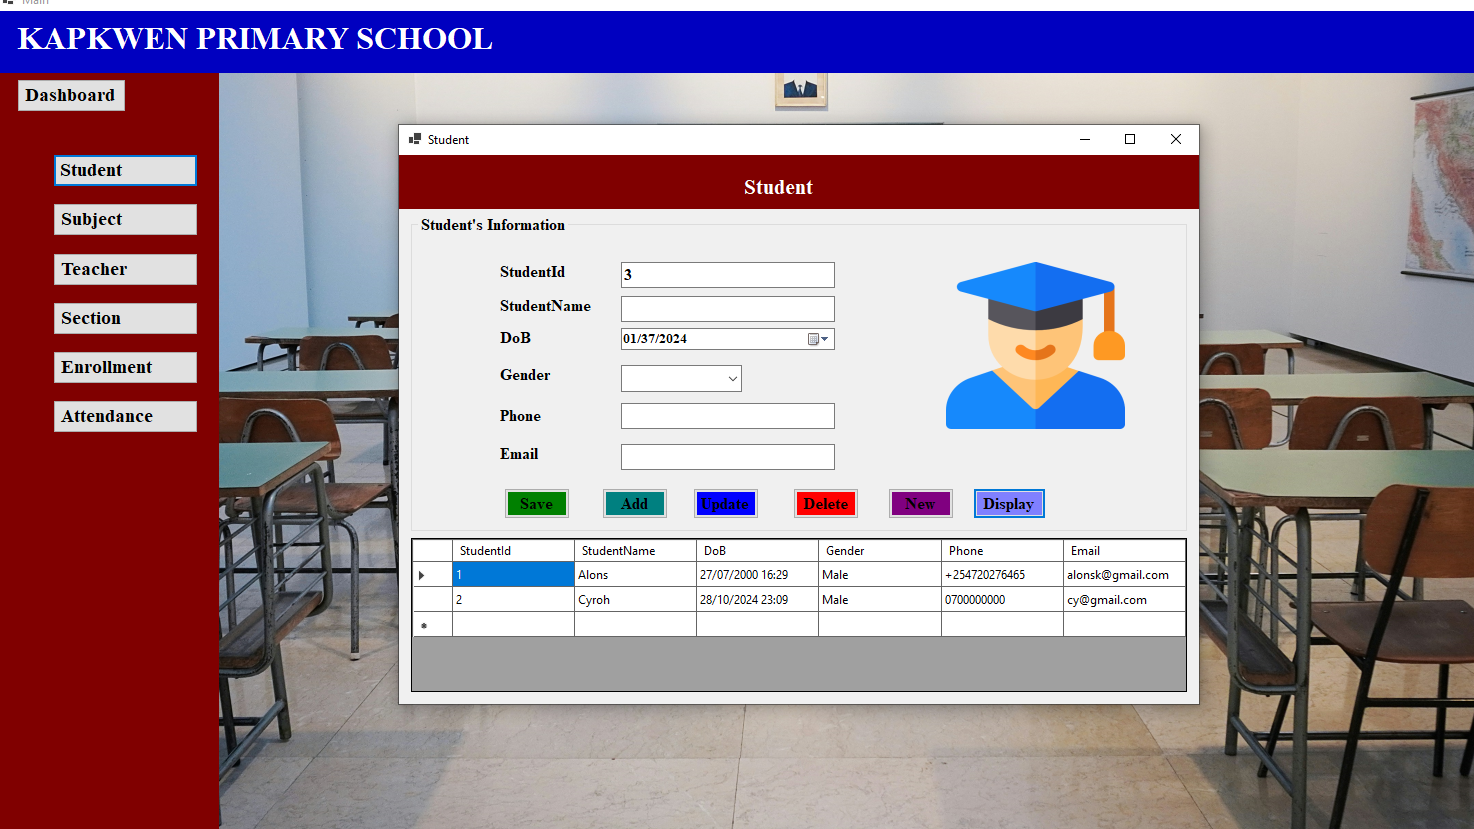 Main
KAPKWEN PRIMARY SCHOOL
Dashboard
Student
Subject
Teacher
Section
Enrollment
Attendance
Student
Student
Student's Information
StudentId 3
StudentName
DoB 01/37/2024
Gender
Phone
Email
Save Add Update Delete New Display
StudentId StudentName DoB Gender Phone Email
1 Alons 27/07/2000 16:29 Male +254720276465 alonsk@gmail.com
2 Cyroh 28/10/2024 23:09 Male 0700000000 cy@gmail.com